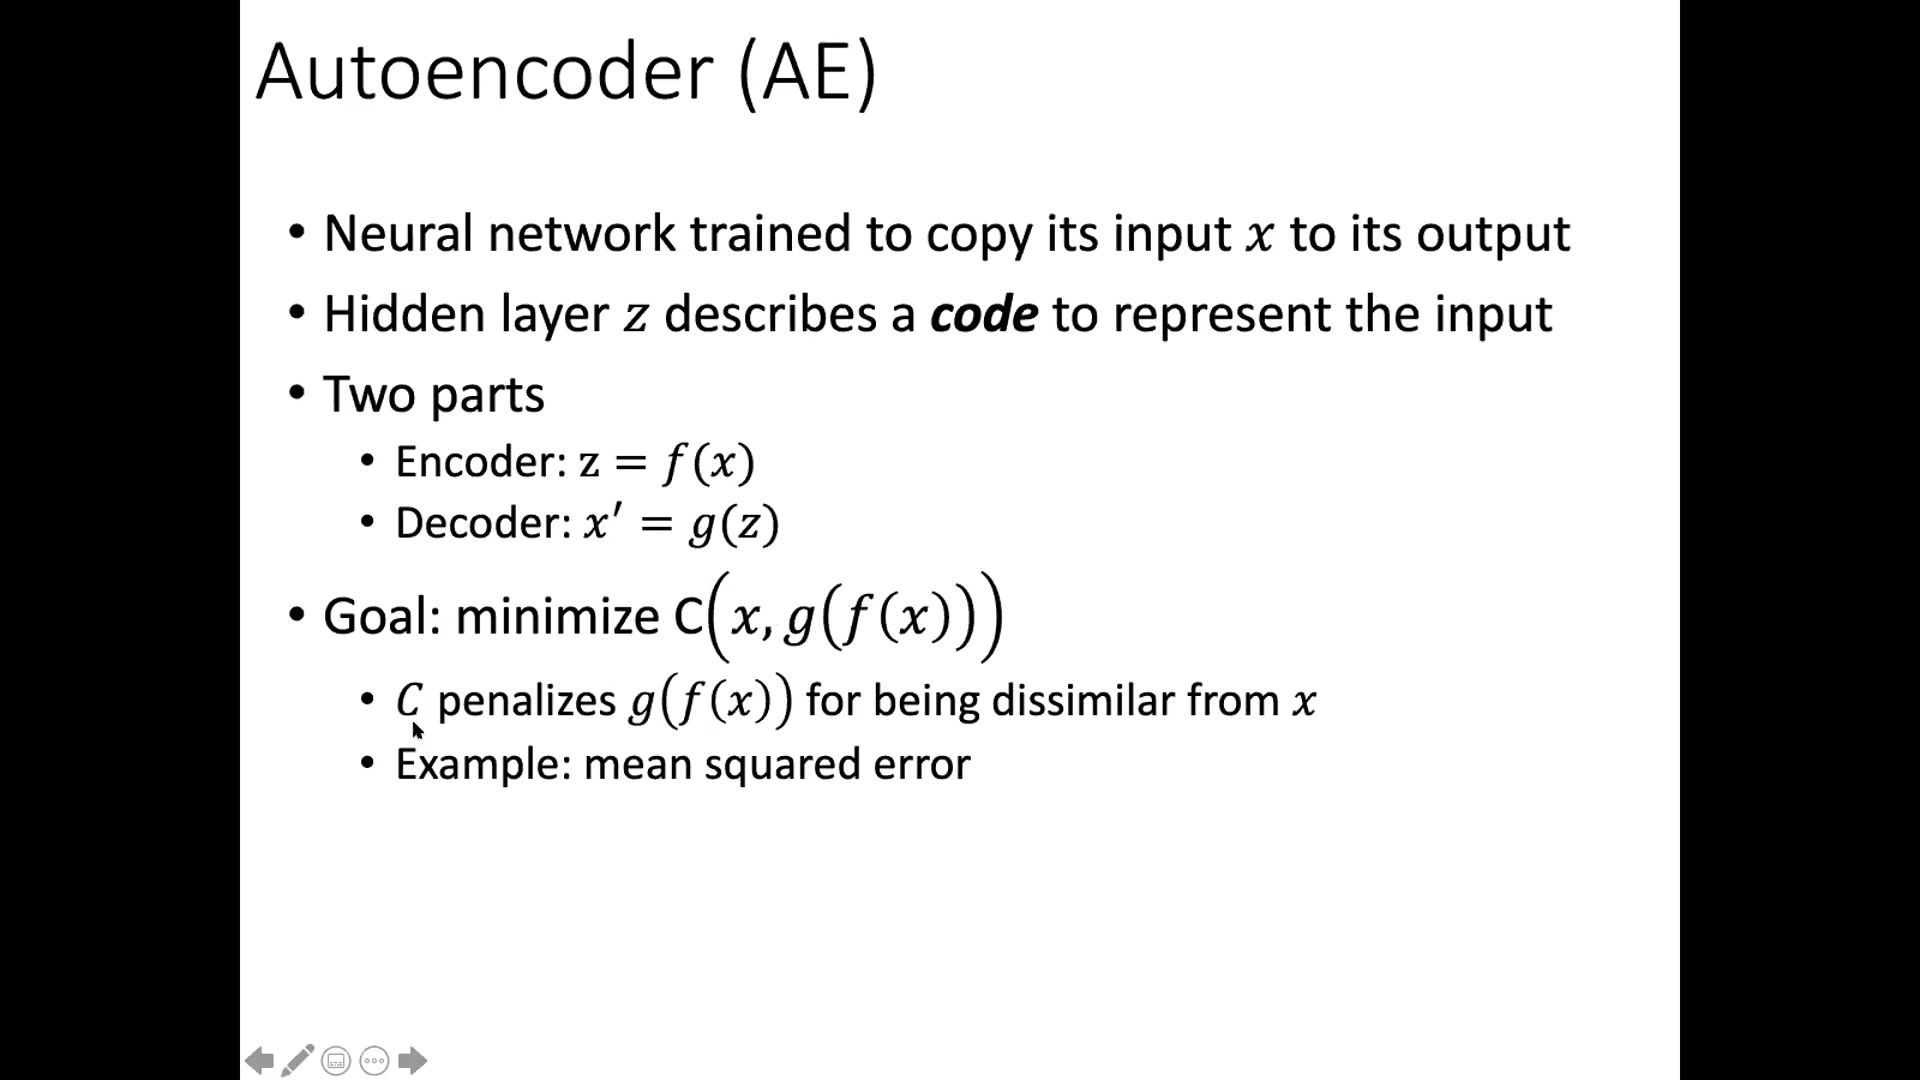 Autoencoder (AE)
• Neural network trained to copy its input x to its output
• Hidden layer z describes a code to represent the input
• Two parts
• Encoder: z = f(x)
• Decoder: x′ = g(z)
• Goal: minimize C(x, g(f(x)))
• C penalizes g(f(x)) for being dissimilar from x
• Example: mean squared error